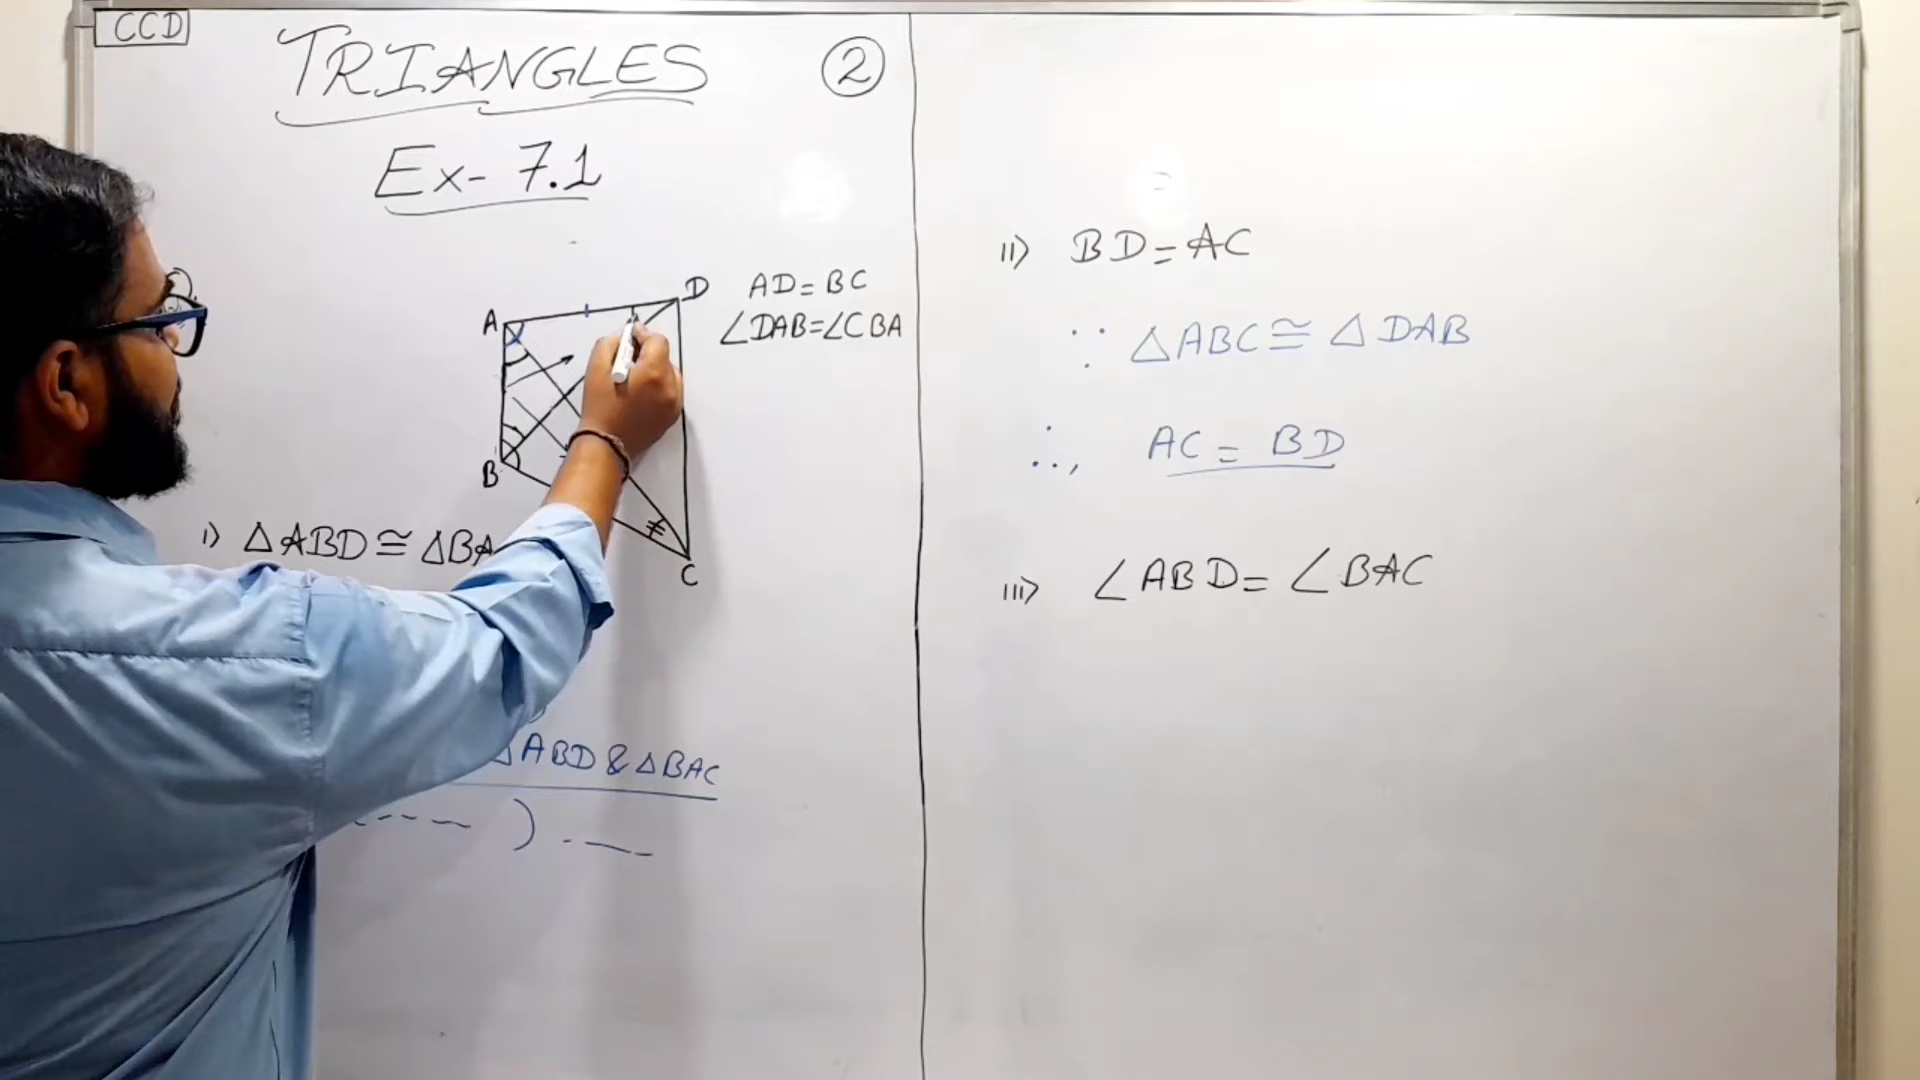 CCD
TRIANGLES
2
Ex- 7.1
A
D
B
C
AD = BC
∠DAB = ∠CBA
i) △ABD ≅ △BA
△ABD & △BAC
ii) BD = AC
∵ △ABC ≅ △DAB
∴, AC = BD
iii) ∠ABD = ∠BAC